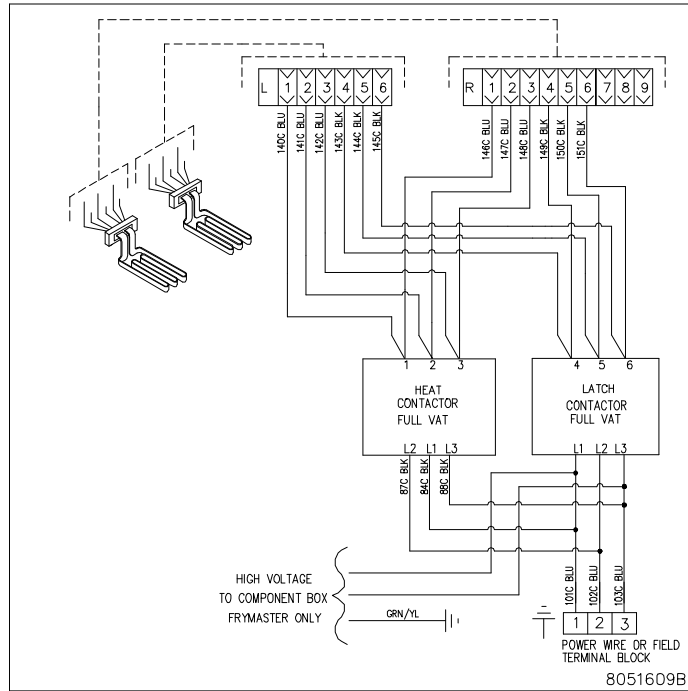 L 1 2 3 4 5 6
R 1 2 3 4 5 6 7 8 9
140C BLU
141C BLU
142C BLU
143C BLK
144C BLK
145C BLK
146C BLU
147C BLU
148C BLU
149C BLK
150C BLK
151C BLK
1 2 3
HEAT
CONTACTOR
FULL VAT
L2 L1 L3
4 5 6
LATCH
CONTACTOR
FULL VAT
L1 L2 L3
87C BLK
84C BLK
88C BLK
HIGH VOLTAGE
TO COMPONENT BOX
FRYMASTER ONLY
GRN/YL
101C BLU
102C BLU
103C BLU
1 2 3
POWER WIRE OR FIELD
TERMINAL BLOCK
8051609B